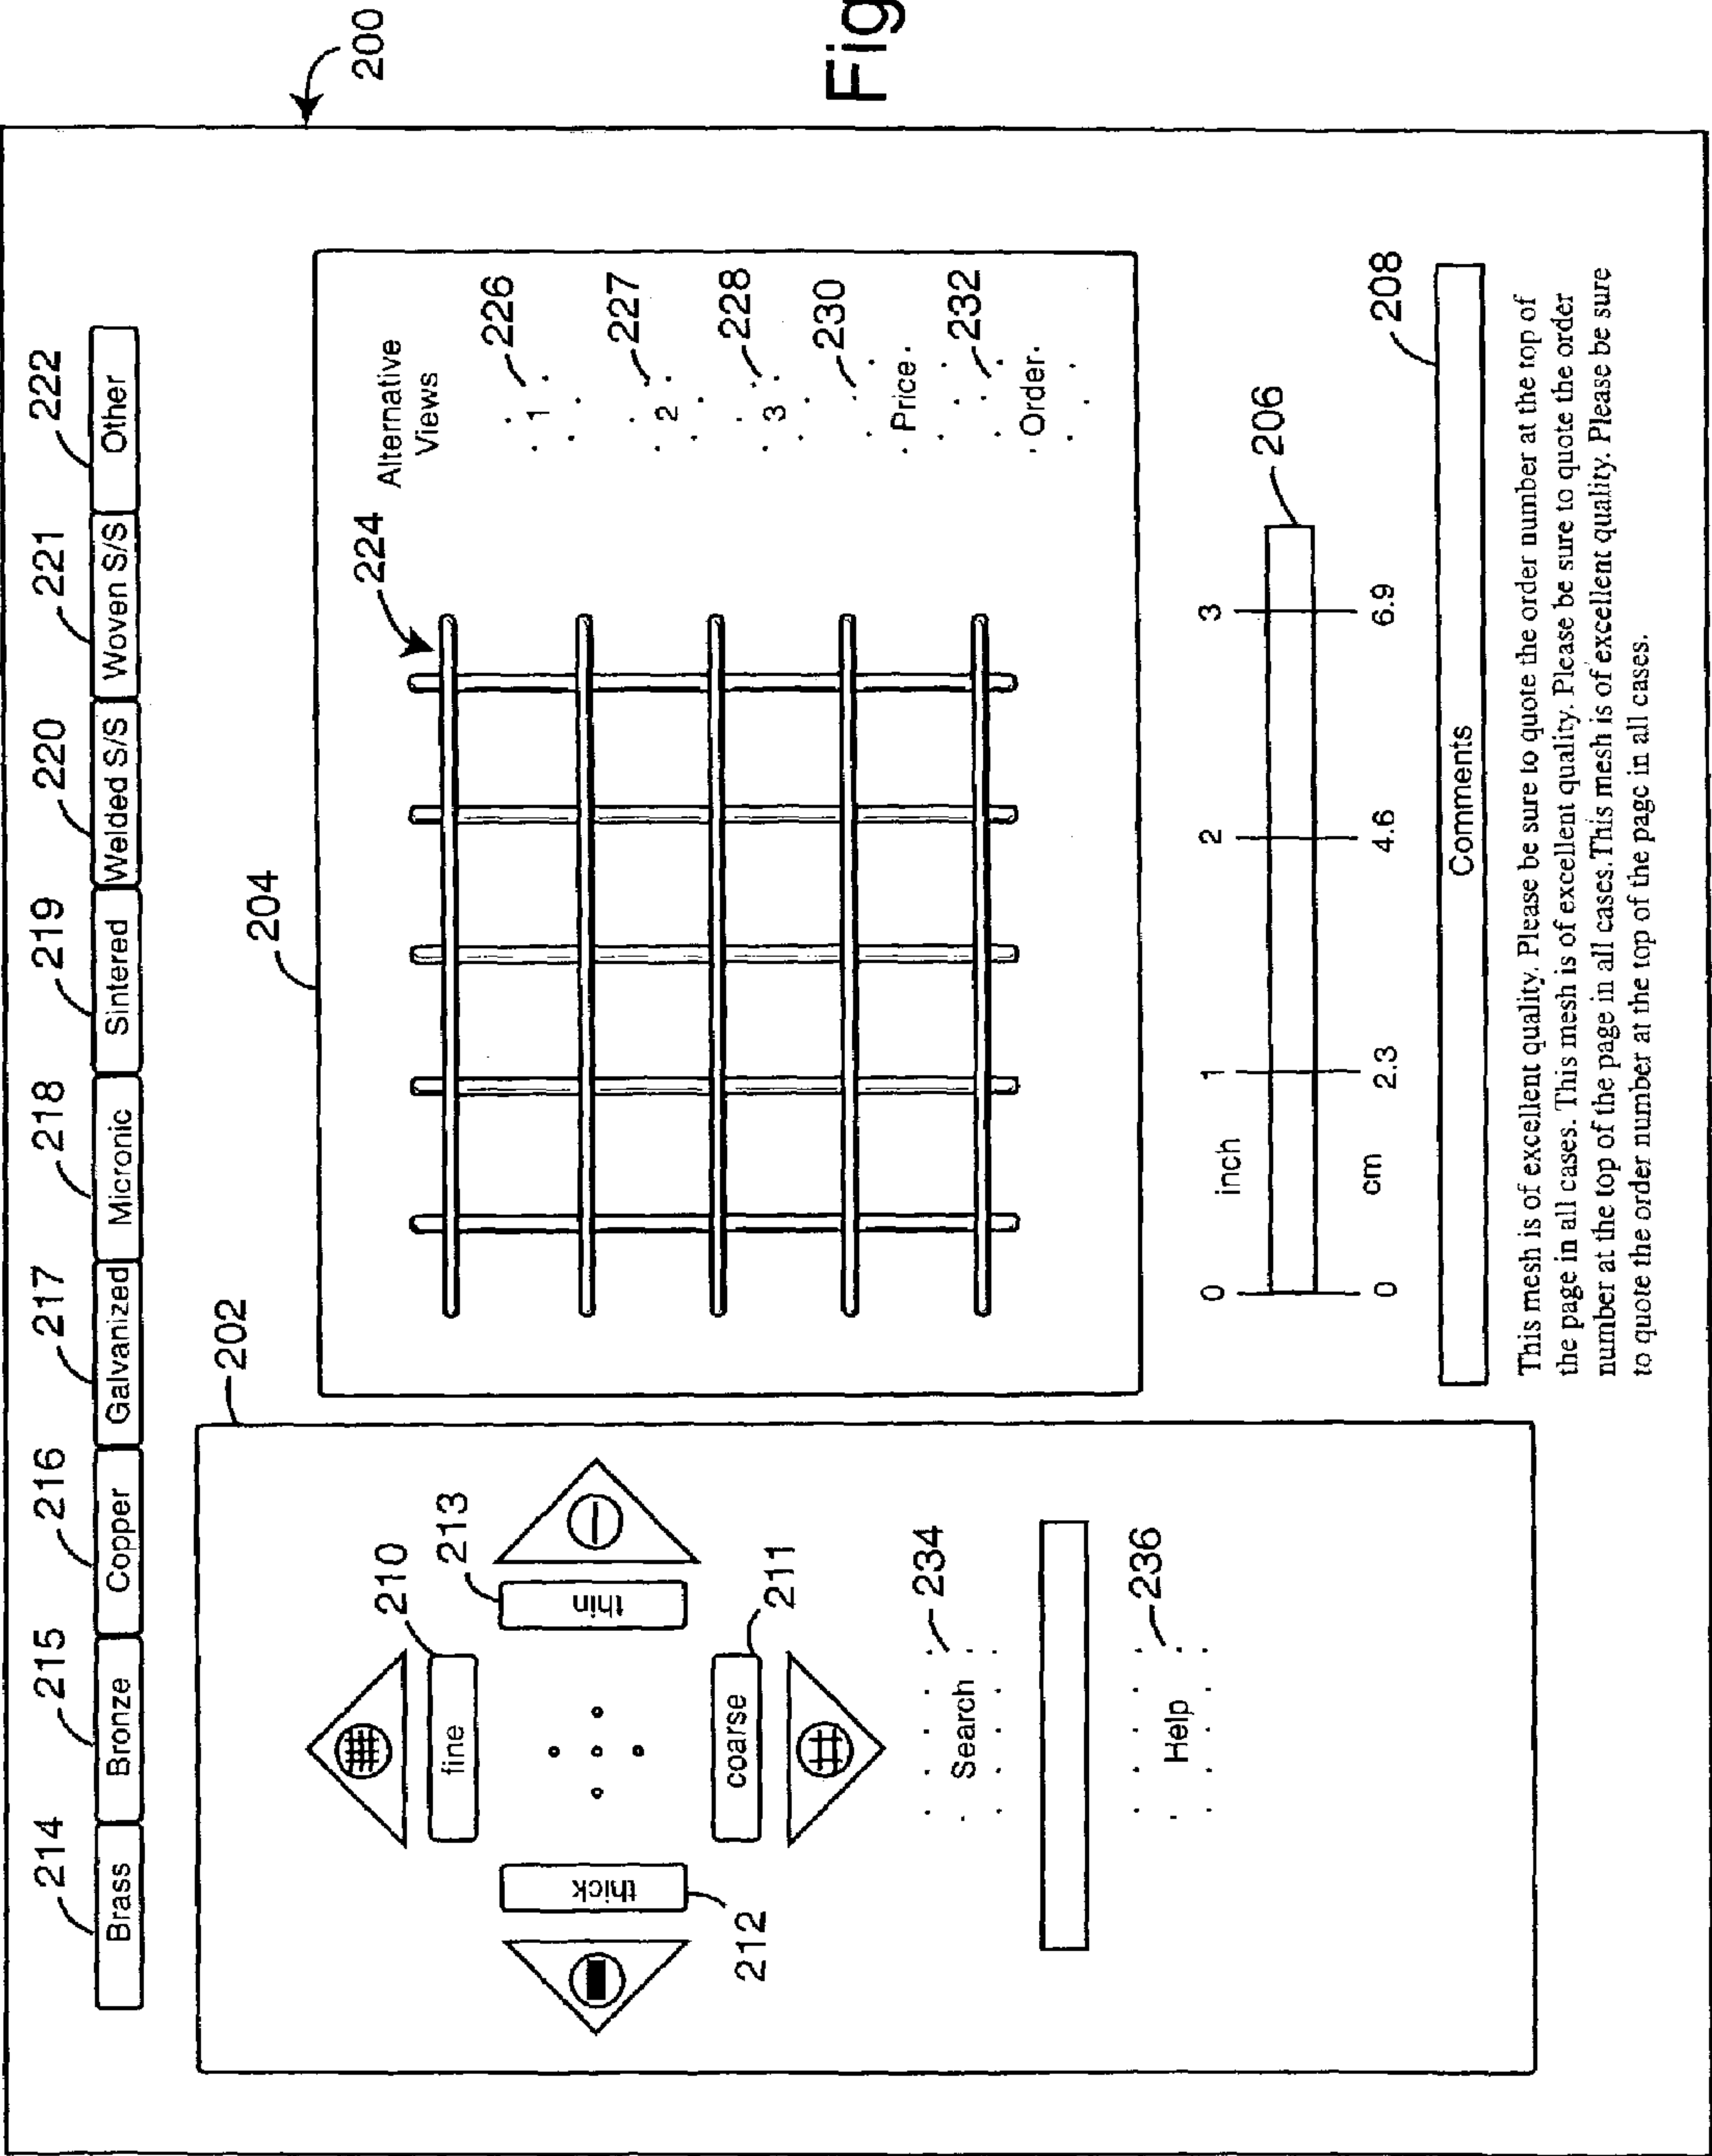 200
Fig
214 215 216 217 218 219 220 221 222
Brass Bronze Copper Galvanized Micronic Sintered Welded S/S Woven S/S Other
202
210
fine
213
thin
thick
212
coarse
211
Search
234
Help
236
204
224
Alternative
Views
1
226
2
227
3
228
Price
230
Order
232
206
inch
0 1 2 3
cm
0 2.3 4.6 6.9
208
Comments
This mesh is of excellent quality. Please be sure to quote the order number at the top of
the page in all cases. This mesh is of excellent quality. Please be sure to quote the order
number at the top of the page in all cases.This mesh is of excellent quality. Please be sure
to quote the order number at the top of the page in all cases.